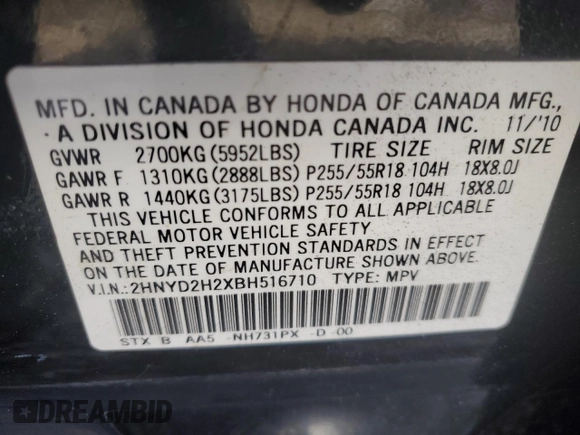 MFD. IN CANADA BY HONDA OF CANADA MFG.,
A DIVISION OF HONDA CANADA INC. 11/'10
GVWR 2700KG (5952LBS) TIRE SIZE RIM SIZE
GAWR F 1310KG (2888LBS) P255/55R18 104H 18X8.0J
GAWR R 1440KG (3175LBS) P255/55R18 104H 18X8.0J
THIS VEHICLE CONFORMS TO ALL APPLICABLE
FEDERAL MOTOR VEHICLE SAFETY
AND THEFT PREVENTION STANDARDS IN EFFECT
ON THE DATE OF MANUFACTURE SHOWN ABOVE.
V.I.N.: 2HNYD2H2XBH516710 TYPE: MPV
STX B AA5 NH731PX -D -00
DREAMBID